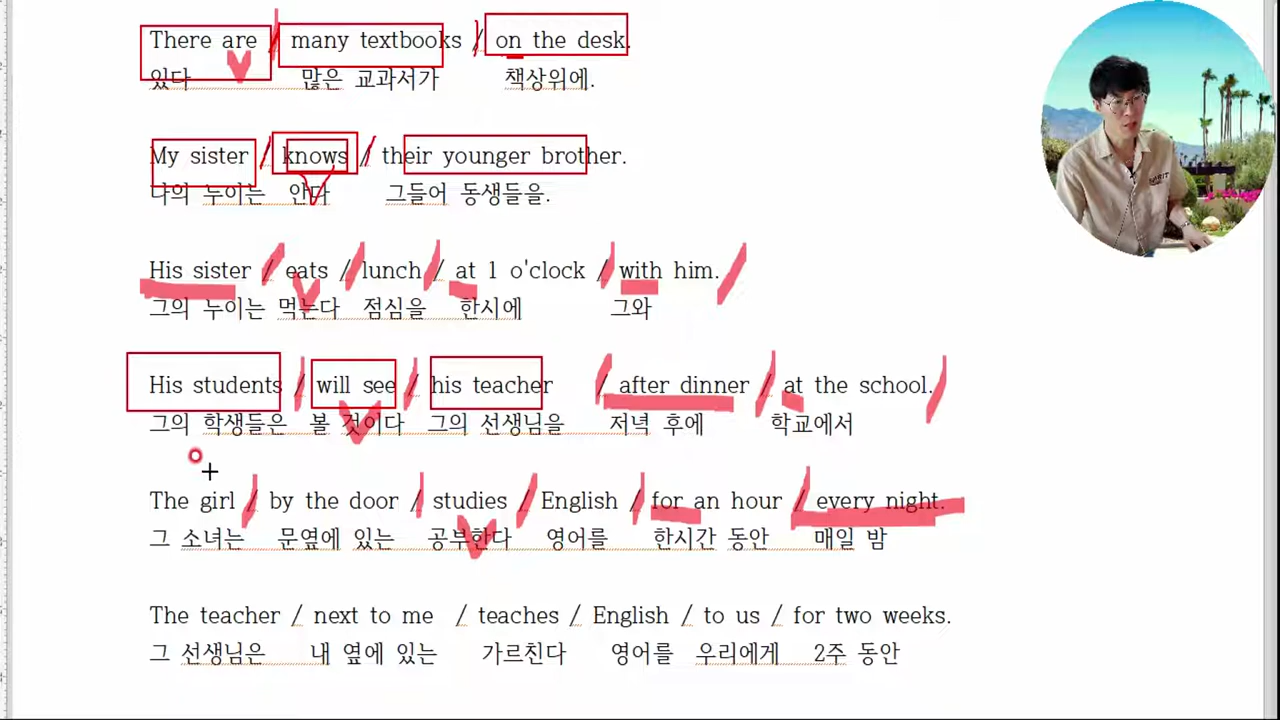 There are / many textbooks / on the desk.
있다 많은 교과서가 책상위에.
My sister / knows / their younger brother.
나의 누이는 안다 그들어 동생들을.
His sister / eats / lunch / at 1 o'clock / with him.
그의 누이는 먹는다 점심을 한시에 그와
His students / will see / his teacher / after dinner / at the school.
그의 학생들은 볼 것이다 그의 선생님을 저녁 후에 학교에서
The girl / by the door / studies / English / for an hour / every night.
그 소녀는 문옆에 있는 공부한다 영어를 한시간 동안 매일 밤
The teacher / next to me / teaches / English / to us / for two weeks.
그 선생님은 내 옆에 있는 가르친다 영어를 우리에게 2주 동안